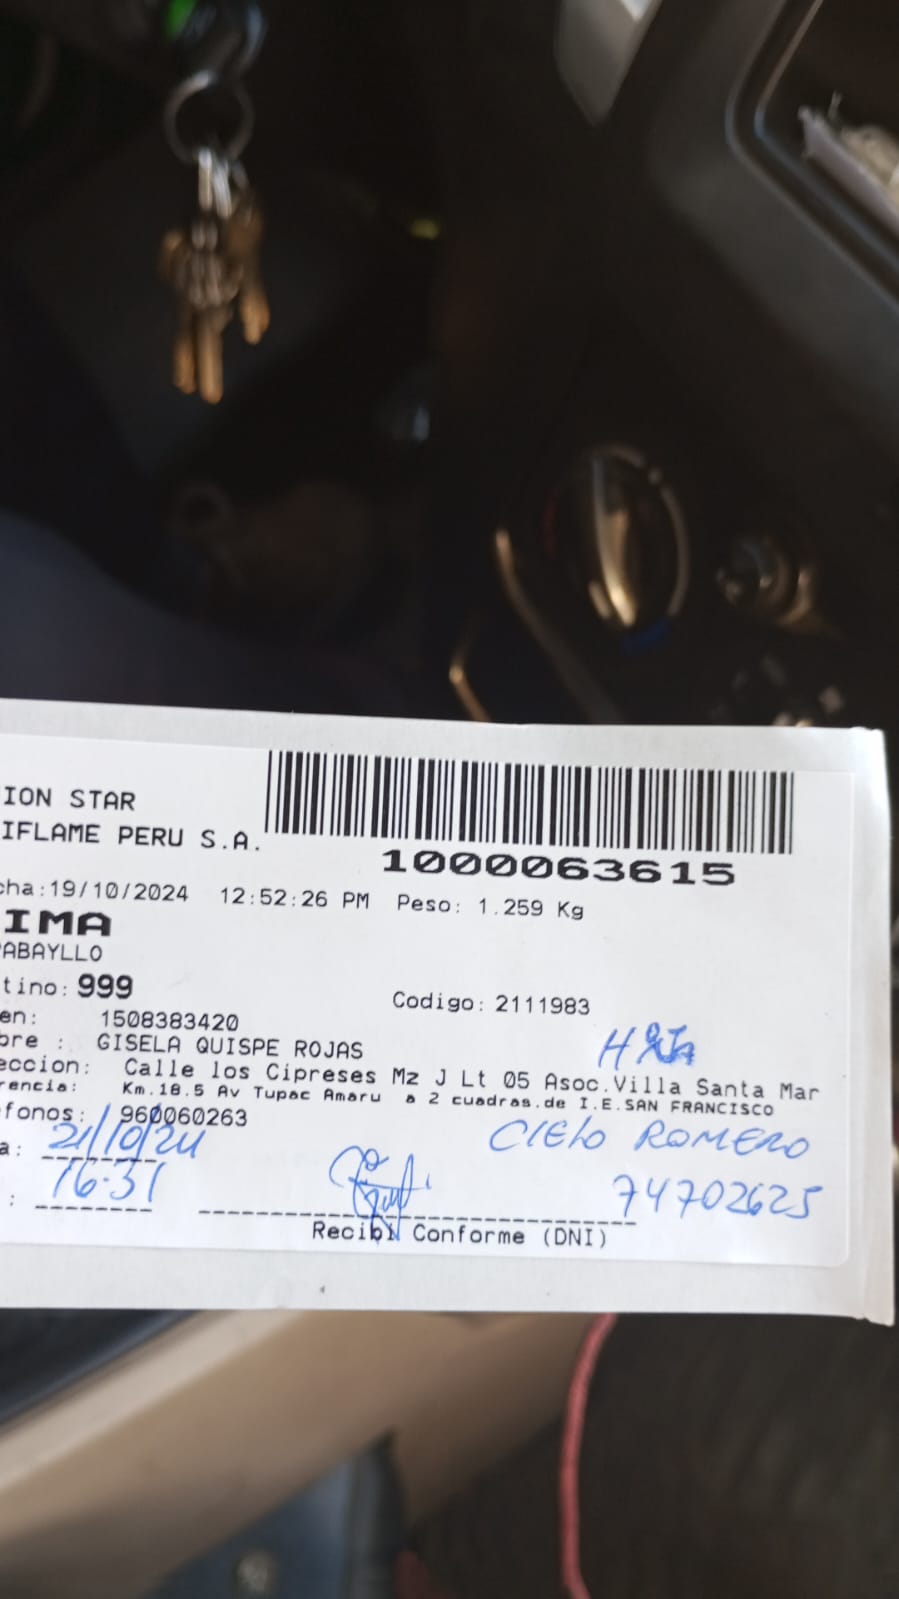 ION STAR
IFLAME PERU S.A.
1000063615
cha:19/10/2024 12:52:26 PM Peso: 1.259 Kg
IMA
ABAYLLO
tino: 999 Codigo: 2111983
en: 1508383420
bre : GISELA QUISPE ROJAS
eccion: Calle los Cipreses Mz J Lt 05 Asoc.Villa Santa Mar
rencia: Km.18.5 Av Tupac Amaru a 2 cuadras.de I.E.SAN FRANCISCO
éfonos: 960060263
a: 21/10/24 CIELO ROMERO
: 16:31 74702625
Recibi Conforme (DNI)